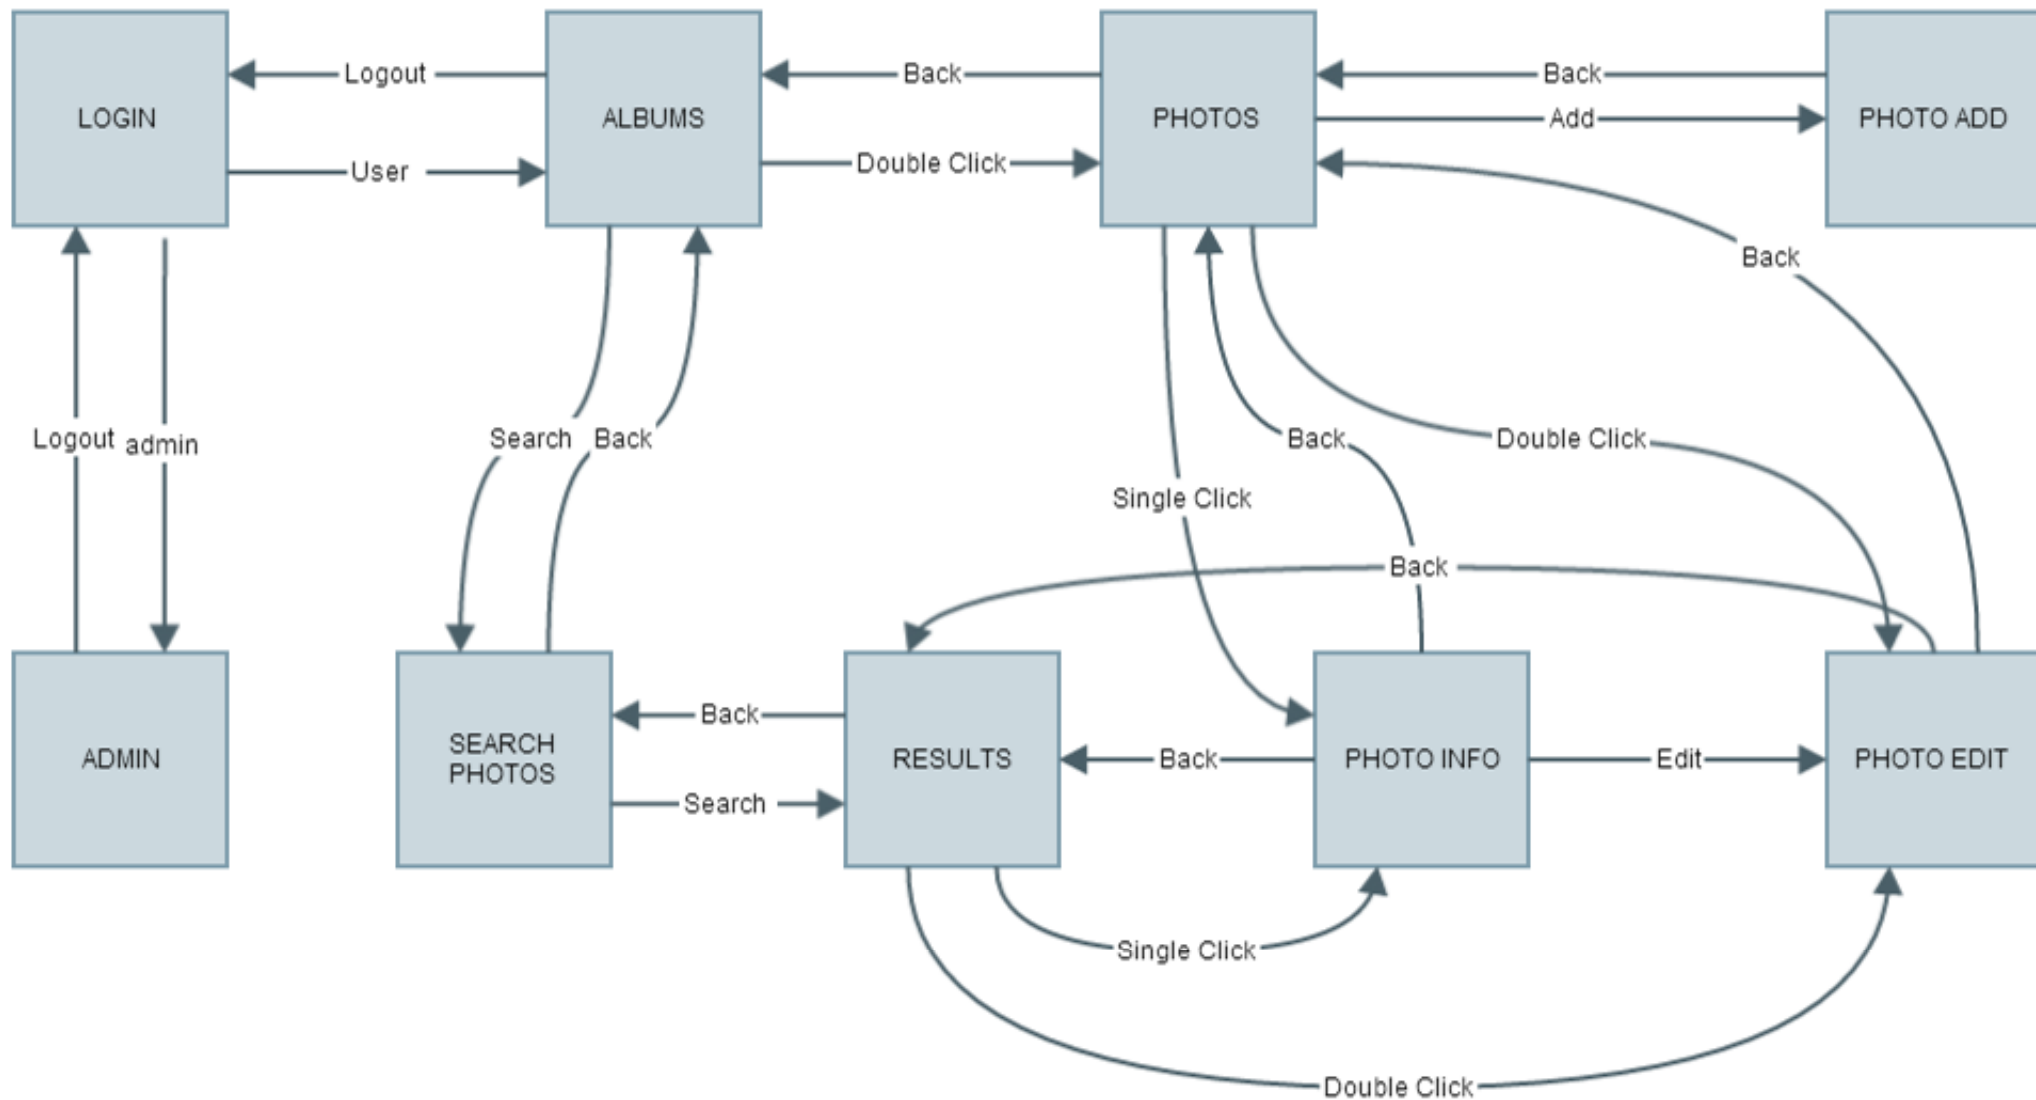 Logout
Back
Back
LOGIN
ALBUMS
PHOTOS
Add
PHOTO ADD
User
Double Click
Back
Logout
admin
Search
Back
Back
Double Click
Single Click
Back
Back
SEARCH
PHOTOS
RESULTS
Back
PHOTO INFO
Edit
PHOTO EDIT
ADMIN
Search
Single Click
Double Click